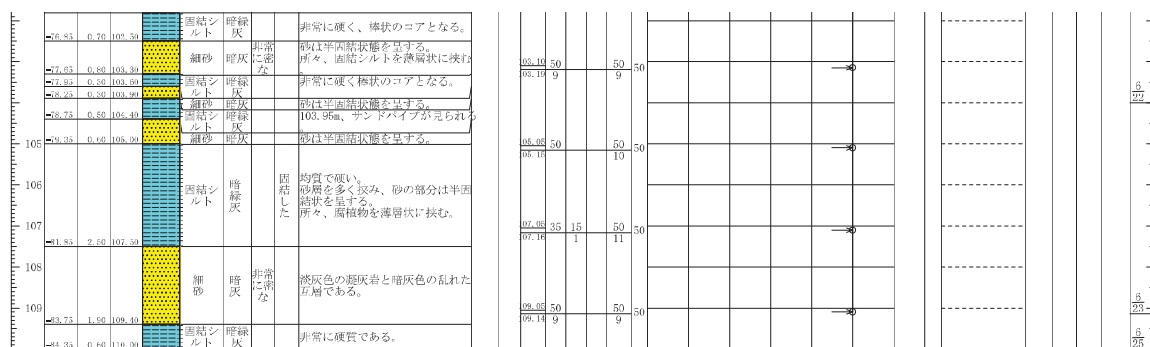 -76.85 0.70 102.50 固結シルト 暗緑灰 非常に硬く、棒状のコアとなる。
-77.65 0.80 103.30 細砂 暗灰 非常に密な 砂は半固結状態を呈する。
所々、固結シルトを薄層状に挟む。
-77.95 0.30 103.60 固結シルト 暗緑灰 非常に硬く棒状のコアとなる。
-78.25 0.30 103.90 細砂 暗灰 砂は半固結状態を呈する。
-78.75 0.50 104.40 固結シルト 暗緑灰 103.95m、サンドパイプが見られる。
-79.35 0.60 105.00 細砂 暗灰 砂は半固結状態を呈する。
105
106
107
-81.85 2.50 107.50 固結シルト 暗緑灰 固結した 均質で硬い。
砂層を多く挟み、砂の部分は半固
結状を呈する。
所々、腐植物を薄層状に挟む。
108
109
-83.75 1.90 109.40 細砂 暗灰 非常に密な 淡灰色の凝灰岩と暗灰色の乱れた
互層である。
-84.35 0.60 110.00 固結シルト 暗緑灰 非常に硬質である。
103.10 50 50 50
103.19 9 9
105.05 50 50 50
105.15 10
107.05 35 15 50 50
107.16 1 11
109.05 50 50 50
109.14 9 9
6
22
6
23
6
25